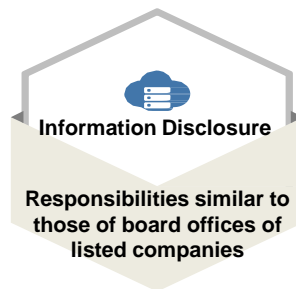 Information Disclosure
Responsibilities similar to
those of board offices of
listed companies